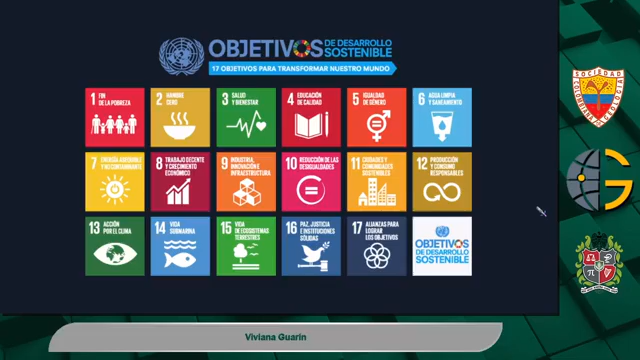 OBJETIVOS
DE DESARROLLO
SOSTENIBLE
17 OBJETIVOS PARA TRANSFORMAR NUESTRO MUNDO
1 FIN
DE LA POBREZA
2 HAMBRE
CERO
3 SALUD
Y BIENESTAR
4 EDUCACIÓN
DE CALIDAD
5 IGUALDAD
DE GÉNERO
6 AGUA LIMPIA
Y SANEAMIENTO
7 ENERGÍA ASEQUIBLE
Y NO CONTAMINANTE
8 TRABAJO DECENTE
Y CRECIMIENTO
ECONÓMICO
9 INDUSTRIA,
INNOVACIÓN E
INFRAESTRUCTURA
10 REDUCCIÓN DE LAS
DESIGUALDADES
11 CIUDADES Y
COMUNIDADES
SOSTENIBLES
12 PRODUCCIÓN
Y CONSUMO
RESPONSABLES
13 ACCIÓN
POR EL CLIMA
14 VIDA
SUBMARINA
15 VIDA
DE ECOSISTEMAS
TERRESTRES
16 PAZ, JUSTICIA
E INSTITUCIONES
SÓLIDAS
17 ALIANZAS PARA
LOGRAR
LOS OBJETIVOS
OBJETIVOS
DE DESARROLLO
SOSTENIBLE
SOCIEDAD
COLOMBIANA
DE GEOLOGIA
G
Viviana Guarin